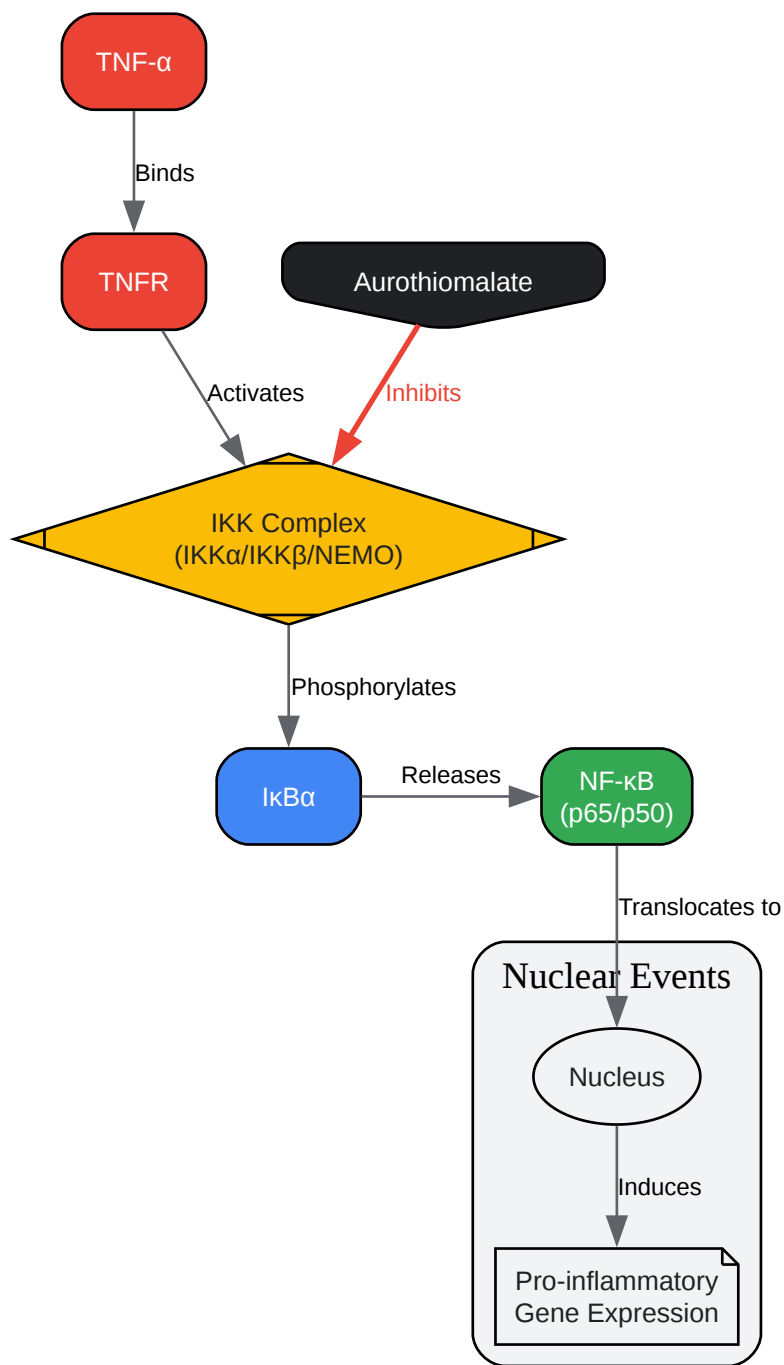 TNF-α
Binds
TNFR
Aurothiomalate
Activates
Inhibits
IKK Complex
(IKKα/IKKβ/NEMO)
Phosphorylates
IκBα
Releases
NF-κB
(p65/p50)
Translocates to
Nuclear Events
Nucleus
Induces
Pro-inflammatory
Gene Expression